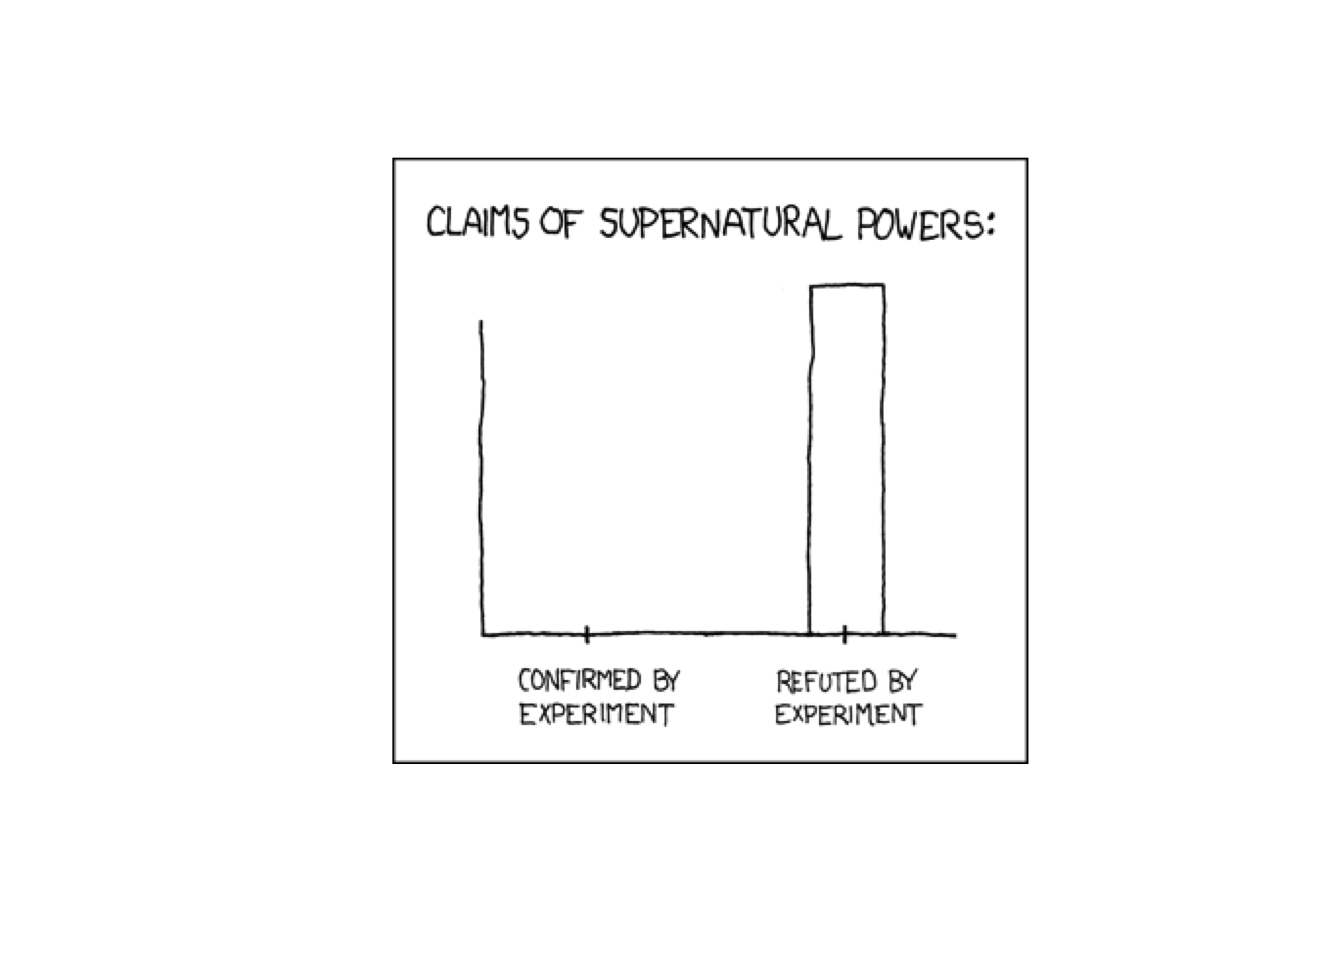 CLAIMS OF SUPERNATURAL POWERS:
CONFIRMED BY
EXPERIMENT
REFUTED BY
EXPERIMENT